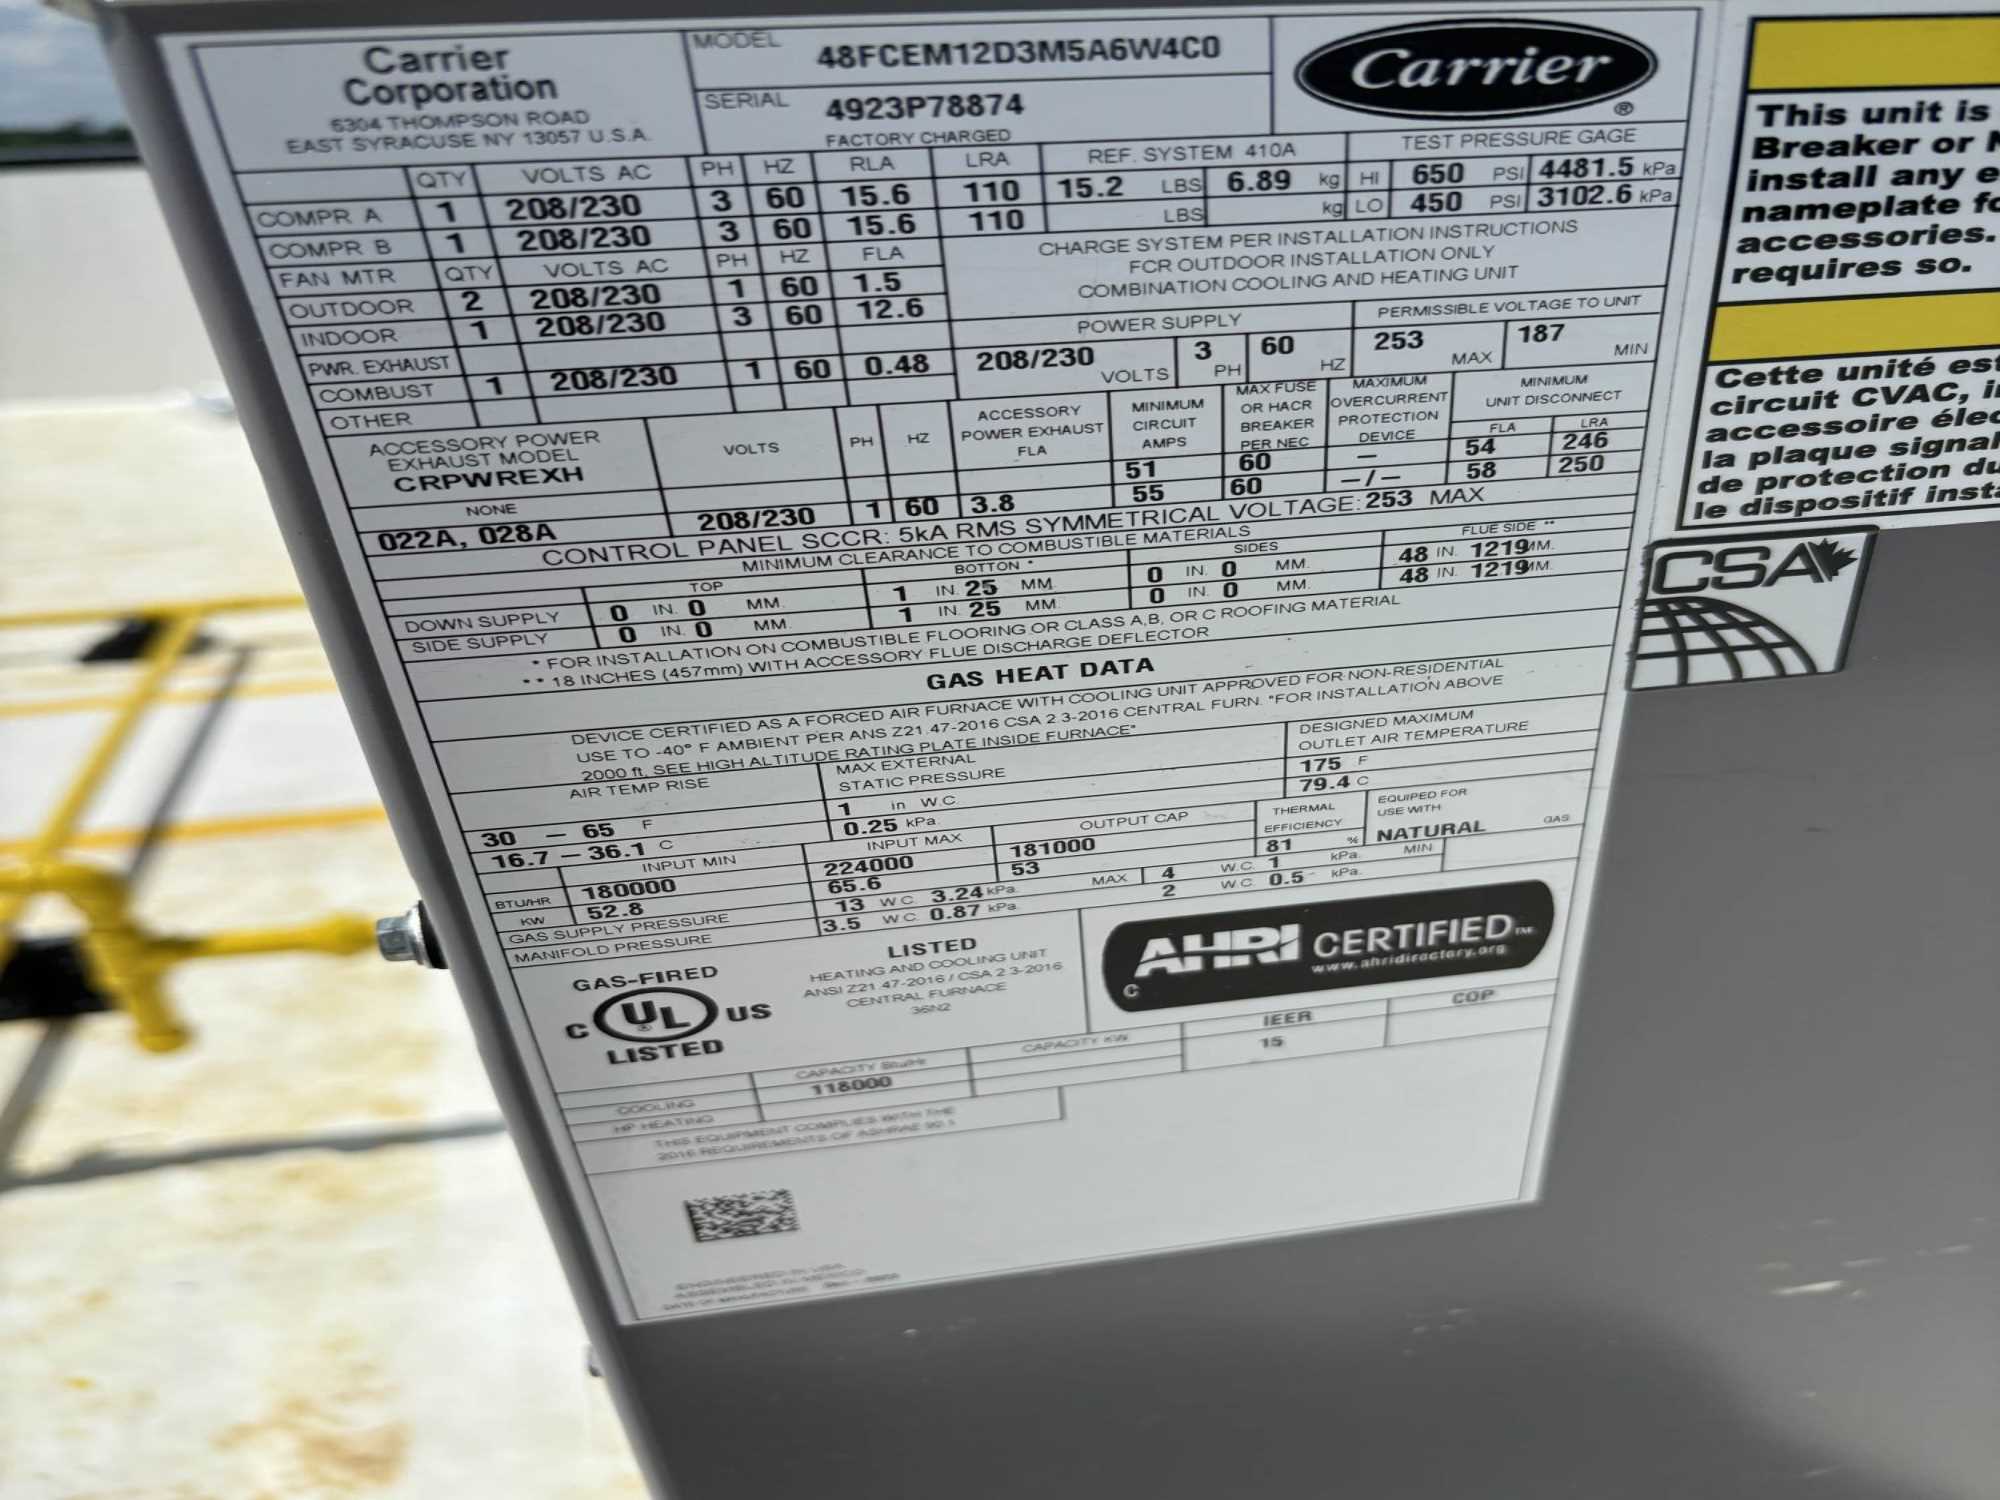 Carrier
Corporation
6304 THOMPSON ROAD
EAST SYRACUSE NY 13057 U.S.A.
MODEL 48FCEM12D3M5A6W4C0
SERIAL 4923P78874
FACTORY CHARGED
Carrier ®
QTY VOLTS AC PH HZ RLA LRA REF. SYSTEM 410A TEST PRESSURE GAGE
COMPR A 1 208/230 3 60 15.6 110 15.2 LBS 6.89 kg HI 650 PSI 4481.5 kPa
COMPR B 1 208/230 3 60 15.6 110 LBS kg LO 450 PSI 3102.6 kPa
FAN MTR QTY VOLTS AC PH HZ FLA
OUTDOOR 2 208/230 1 60 1.5
INDOOR 1 208/230 3 60 12.6
PWR. EXHAUST
COMBUST 1 208/230 1 60 0.48
OTHER
CHARGE SYSTEM PER INSTALLATION INSTRUCTIONS
FOR OUTDOOR INSTALLATION ONLY
COMBINATION COOLING AND HEATING UNIT
POWER SUPPLY PERMISSIBLE VOLTAGE TO UNIT
208/230 VOLTS 3 PH 60 HZ 253 MAX 187 MIN
ACCESSORY POWER
EXHAUST MODEL
CRPWREXH
VOLTS PH HZ
ACCESSORY
POWER EXHAUST
FLA
MINIMUM
CIRCUIT
AMPS
MAX FUSE
OR HACR
BREAKER
PER NEC
MAXIMUM
OVERCURRENT
PROTECTION
DEVICE
MINIMUM
UNIT DISCONNECT
FLA LRA
NONE 51 60 – 54 246
022A, 028A 208/230 1 60 3.8 55 60 –/– 58 250
CONTROL PANEL SCCR: 5kA RMS SYMMETRICAL VOLTAGE: 253 MAX
MINIMUM CLEARANCE TO COMBUSTIBLE MATERIALS
TOP BOTTON * SIDES FLUE SIDE **
DOWN SUPPLY 0 IN. 0 MM. 1 IN. 25 MM. 0 IN. 0 MM. 48 IN. 1219 MM.
SIDE SUPPLY 0 IN. 0 MM. 1 IN. 25 MM. 0 IN. 0 MM. 48 IN. 1219 MM.
* FOR INSTALLATION ON COMBUSTIBLE FLOORING OR CLASS A,B, OR C ROOFING MATERIAL
** 18 INCHES (457mm) WITH ACCESSORY FLUE DISCHARGE DEFLECTOR
GAS HEAT DATA
DEVICE CERTIFIED AS A FORCED AIR FURNACE WITH COOLING UNIT APPROVED FOR NON-RESIDENTIAL
USE TO -40° F AMBIENT PER ANS Z21.47-2016 CSA 2.3-2016 CENTRAL FURN. "FOR INSTALLATION ABOVE
2000 ft. SEE HIGH ALTITUDE RATING PLATE INSIDE FURNACE"
AIR TEMP RISE
30 – 65 F
16.7 – 36.1 C
MAX EXTERNAL
STATIC PRESSURE
1 in W.C.
0.25 kPa.
DESIGNED MAXIMUM
OUTLET AIR TEMPERATURE
175 F
79.4 C
INPUT MIN INPUT MAX OUTPUT CAP
THERMAL
EFFICIENCY
81 %
EQUIPED FOR
USE WITH
NATURAL GAS
BTU/HR 180000 224000 181000
KW 52.8 65.6 53
GAS SUPPLY PRESSURE 13 W.C. 3.24 kPa. MAX 4 W.C. 1 kPa. MIN
MANIFOLD PRESSURE 3.5 W.C. 0.87 kPa. 2 W.C. 0.5 kPa.
GAS-FIRED
C UL ® US
LISTED
LISTED
HEATING AND COOLING UNIT
ANSI Z21.47-2016 / CSA 2.3-2016
CENTRAL FURNACE
36N2
AHRI CERTIFIED TM
www.ahridirectory.org
C
CAPACITY Btu/Hr CAPACITY KW IEER COP
COOLING 118000 15
HP HEATING
THIS EQUIPMENT COMPLIES WITH THE
2016 REQUIREMENTS OF ASHRAE 90.1
This unit is
Breaker or
install any
nameplate
accessories.
requires so.
Cette unité est
circuit CVAC,
accessoire
la plaque
de protection du
le dispositif
CSA